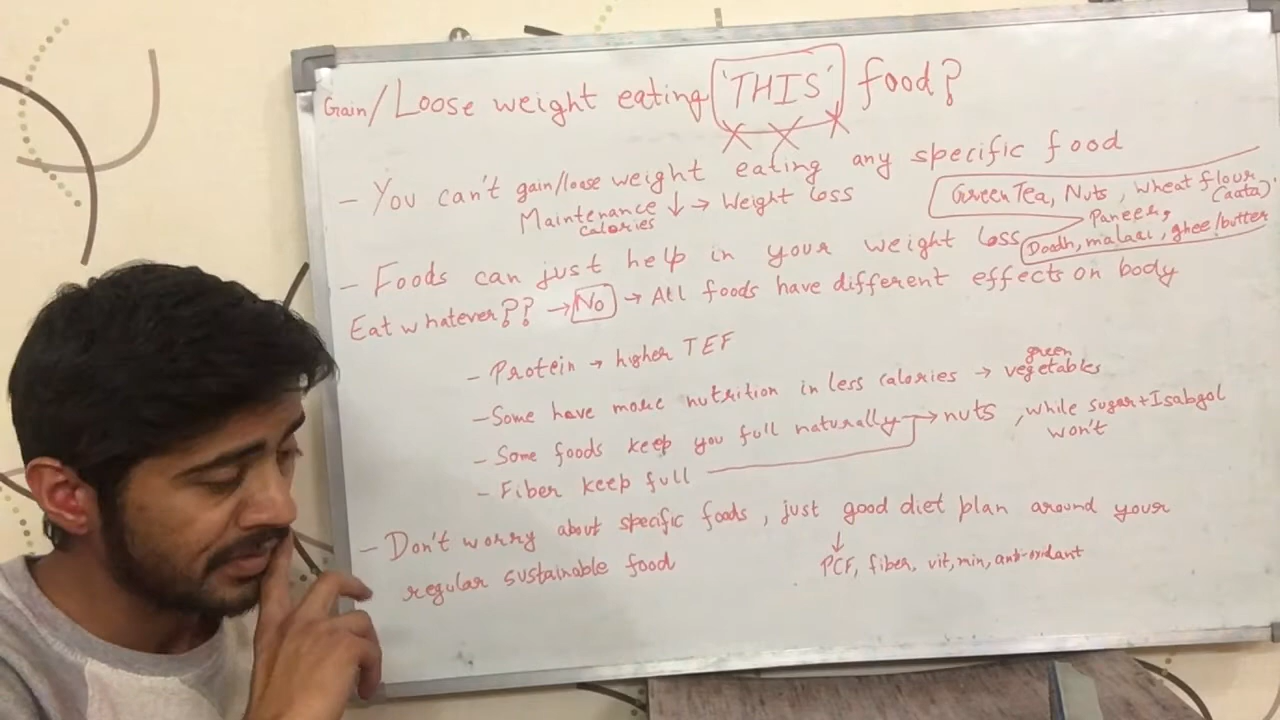 Gain/Loose weight eating 'THIS' food?
- You can't gain/loose weight eating any specific food
Maintenance calories ↓ → Weight loss
Green Tea, Nuts, wheat flour (aata),
Paneer,
Doodh, malaai, ghee/butter
- Foods can just help in your weight loss
Eat whatever?? → No → All foods have different effects on body
- Protein → higher TEF
- Some have more nutrition in less calories → green vegetables
- Some foods keep you full naturally → nuts, while sugar+Isabgol won't
- Fiber keep full
- Don't worry about specific foods, just good diet plan around your
regular sustainable food
↓
PCF, fiber, vit, min, anti-oxidant